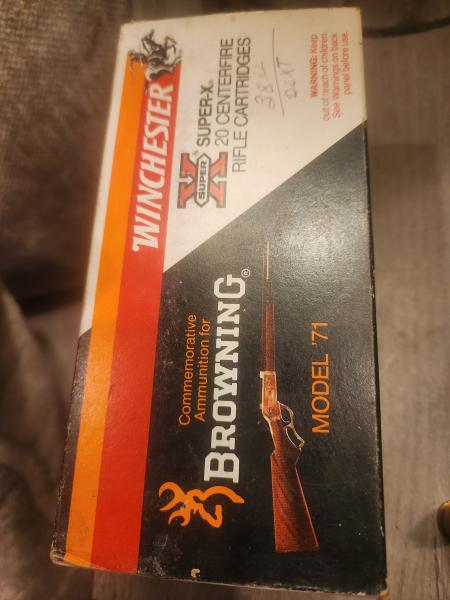 WINCHESTER®
SUPER X
SUPER-X®
20 CENTERFIRE
RIFLE CARTRIDGES
WARNING: Keep
out of reach of children.
See Warnings on back
panel before use.
Commemorative
Ammunition for
BROWNING®
MODEL '71